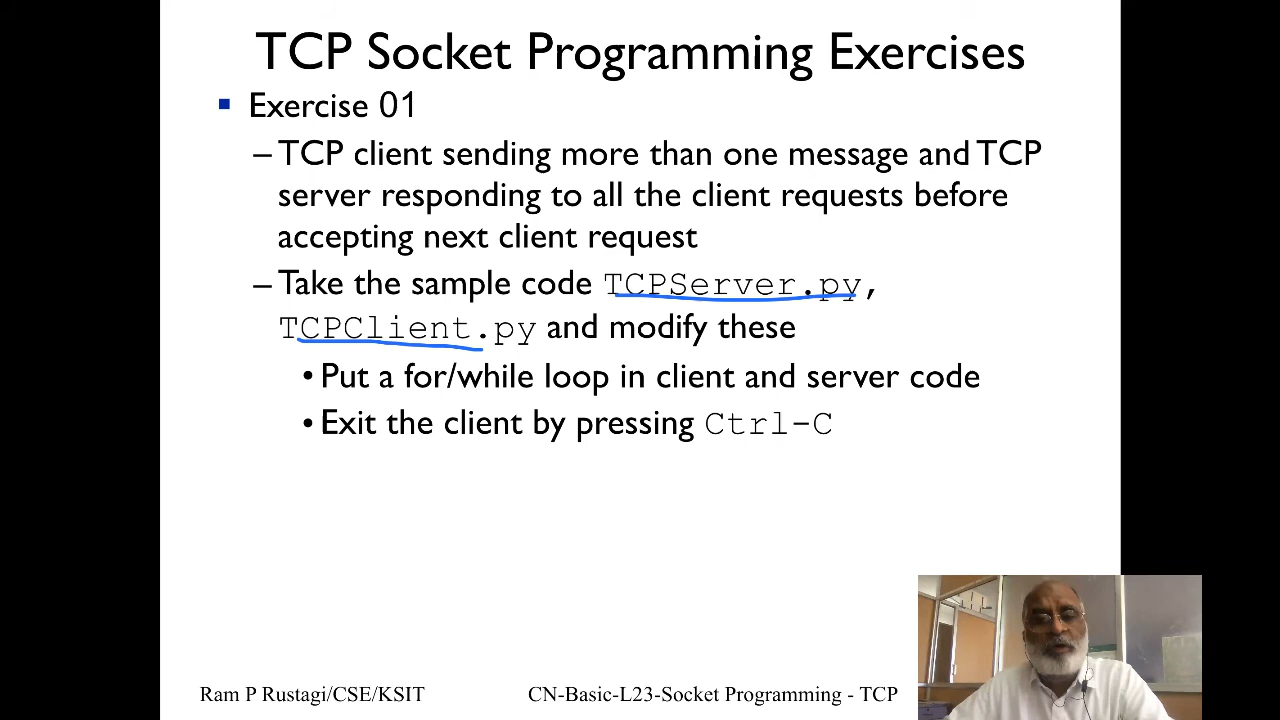 TCP Socket Programming Exercises
▪ Exercise 01
– TCP client sending more than one message and TCP
server responding to all the client requests before
accepting next client request
– Take the sample code TCPServer.py,
TCPClient.py and modify these
• Put a for/while loop in client and server code
• Exit the client by pressing Ctrl-C
Ram P Rustagi/CSE/KSIT
CN-Basic-L23-Socket Programming - TCP